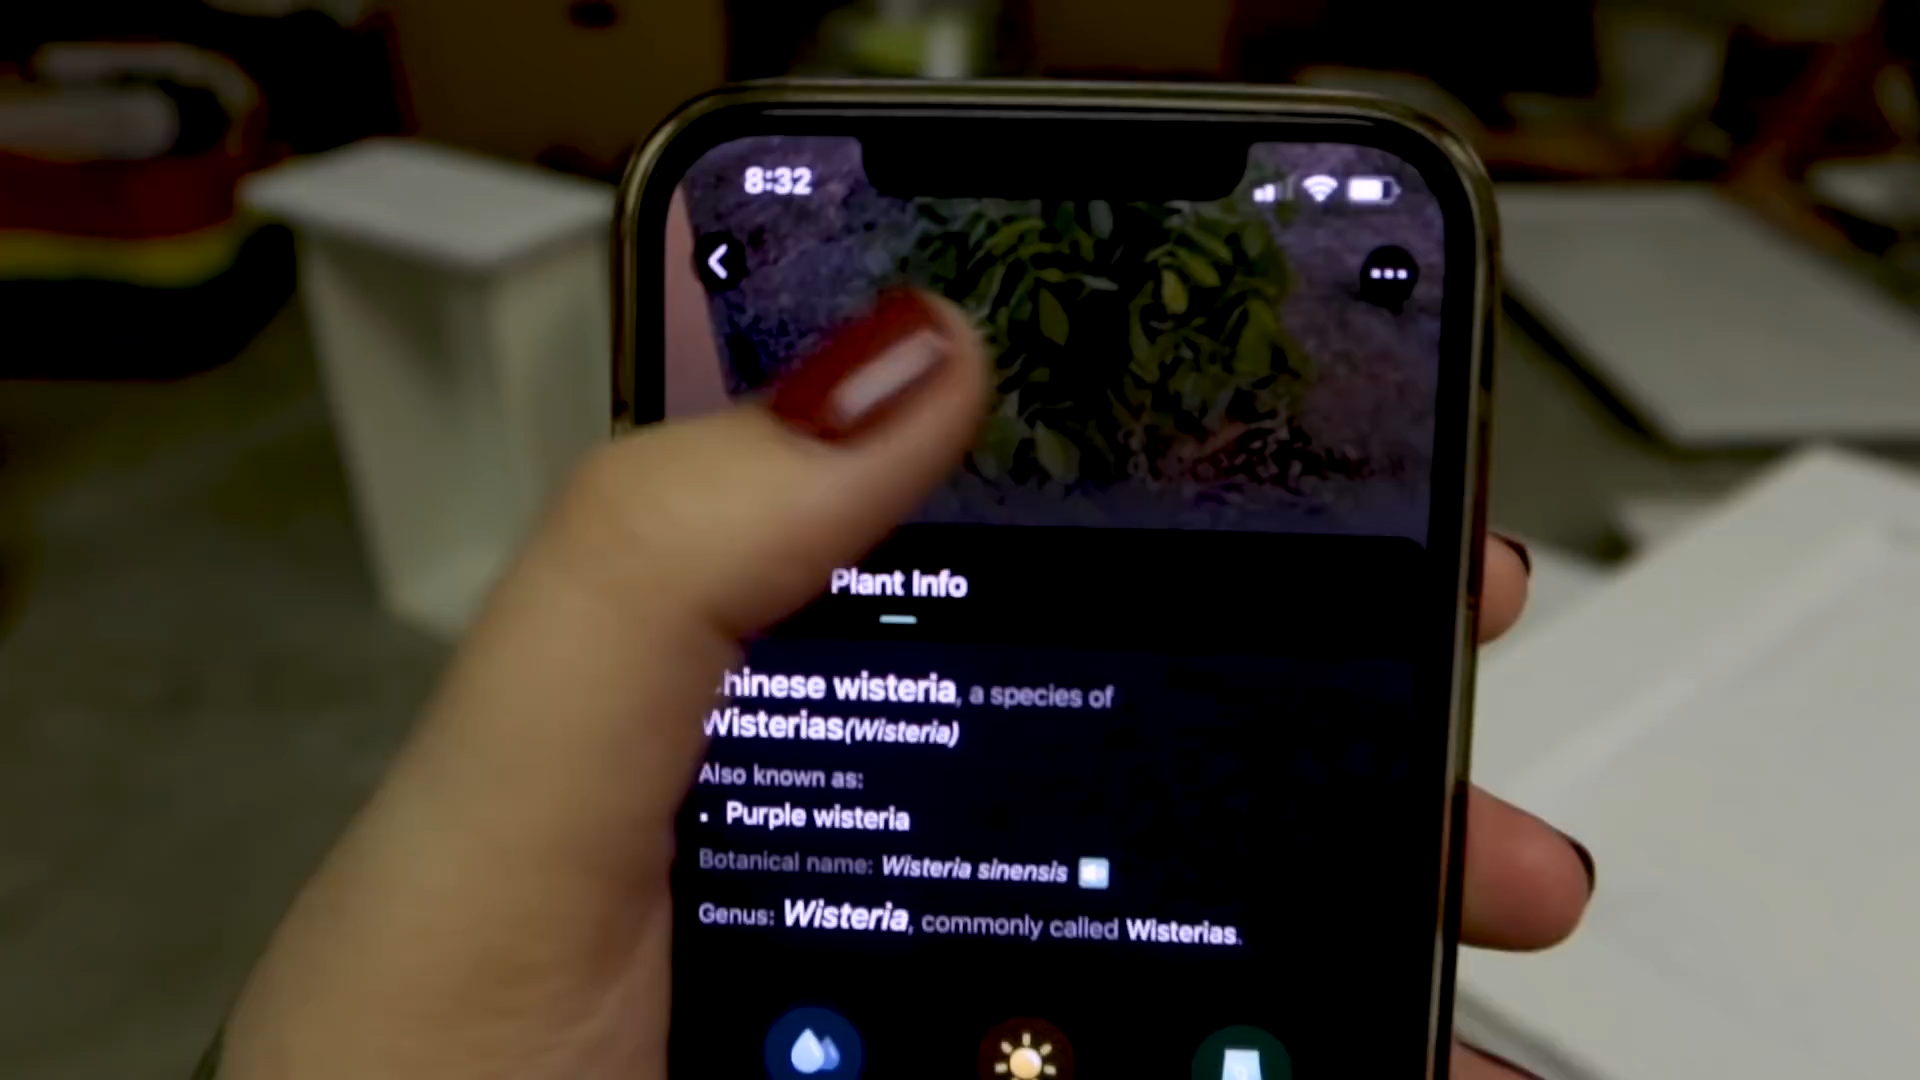 8:32
Plant Info
hinese wisteria, a species of
Wisterias(Wisteria)
Also known as:
• Purple wisteria
Botanical name: Wisteria sinensis
Genus: Wisteria, commonly called Wisterias.